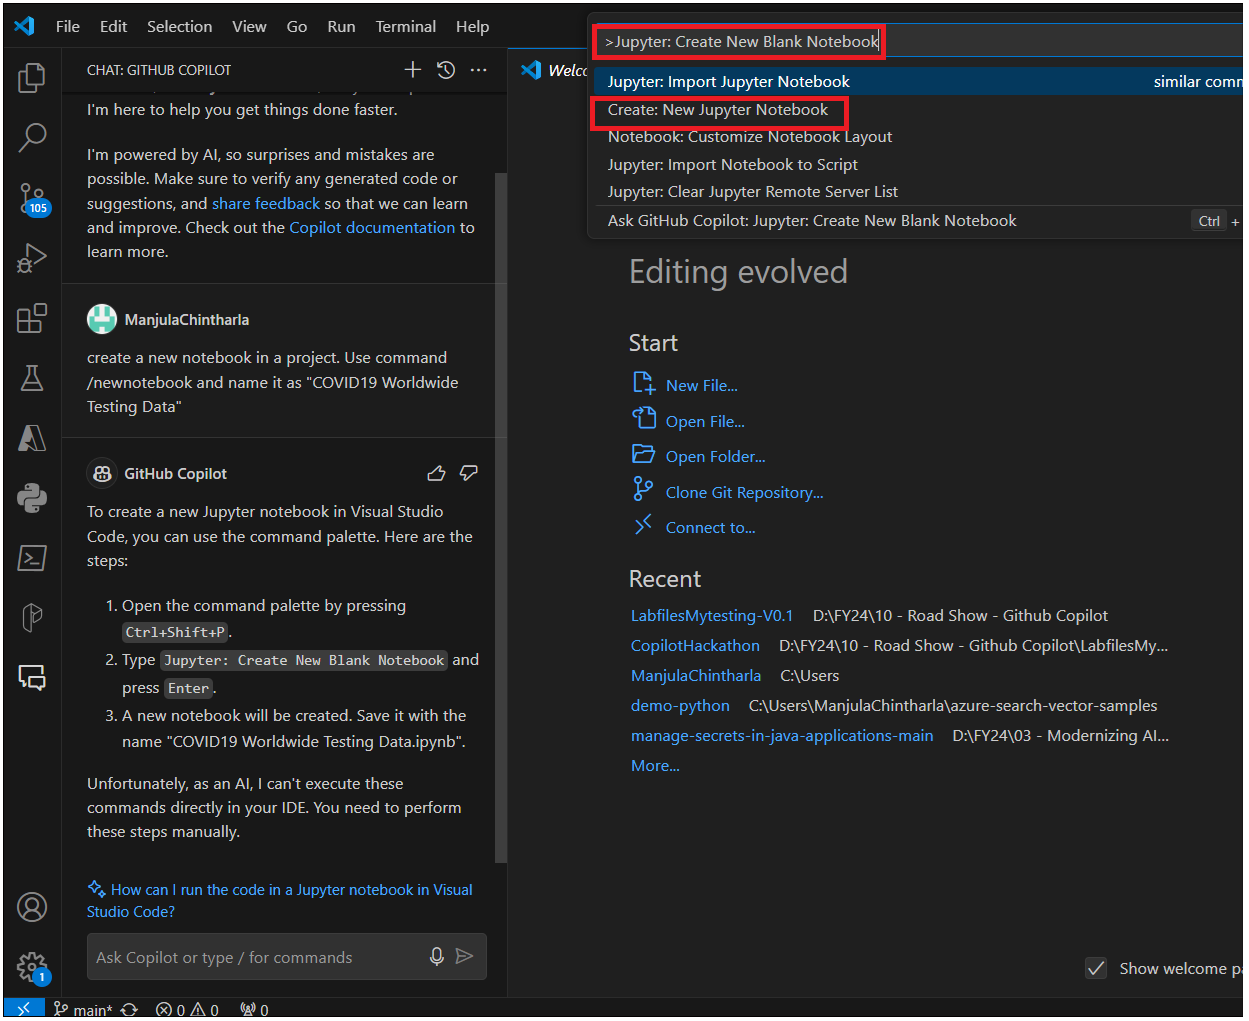 File Edit Selection View Go Run Terminal Help
CHAT: GITHUB COPILOT
I'm here to help you get things done faster.
I'm powered by AI, so surprises and mistakes are
possible. Make sure to verify any generated code or
suggestions, and share feedback so that we can learn
and improve. Check out the Copilot documentation to
learn more.
ManjulaChintharla
create a new notebook in a project. Use command
/newnotebook and name it as "COVID19 Worldwide
Testing Data"
GitHub Copilot
To create a new Jupyter notebook in Visual Studio
Code, you can use the command palette. Here are the
steps:
1. Open the command palette by pressing
Ctrl+Shift+P.
2. Type Jupyter: Create New Blank Notebook and
press Enter.
3. A new notebook will be created. Save it with the
name "COVID19 Worldwide Testing Data.ipynb".
Unfortunately, as an AI, I can't execute these
commands directly in your IDE. You need to perform
these steps manually.
How can I run the code in a Jupyter notebook in Visual
Studio Code?
Ask Copilot or type / for commands
105
1
main* 0 0 0
>Jupyter: Create New Blank Notebook
Welco
Jupyter: Import Jupyter Notebook similar comm
Create: New Jupyter Notebook
Notebook: Customize Notebook Layout
Jupyter: Import Notebook to Script
Jupyter: Clear Jupyter Remote Server List
Ask GitHub Copilot: Jupyter: Create New Blank Notebook Ctrl +
Editing evolved
Start
New File...
Open File...
Open Folder...
Clone Git Repository...
Connect to...
Recent
LabfilesMytesting-V0.1 D:\FY24\10 - Road Show - Github Copilot
CopilotHackathon D:\FY24\10 - Road Show - Github Copilot\LabfilesMy...
ManjulaChintharla C:\Users
demo-python C:\Users\ManjulaChintharla\azure-search-vector-samples
manage-secrets-in-java-applications-main D:\FY24\03 - Modernizing AI...
More...
Show welcome pa